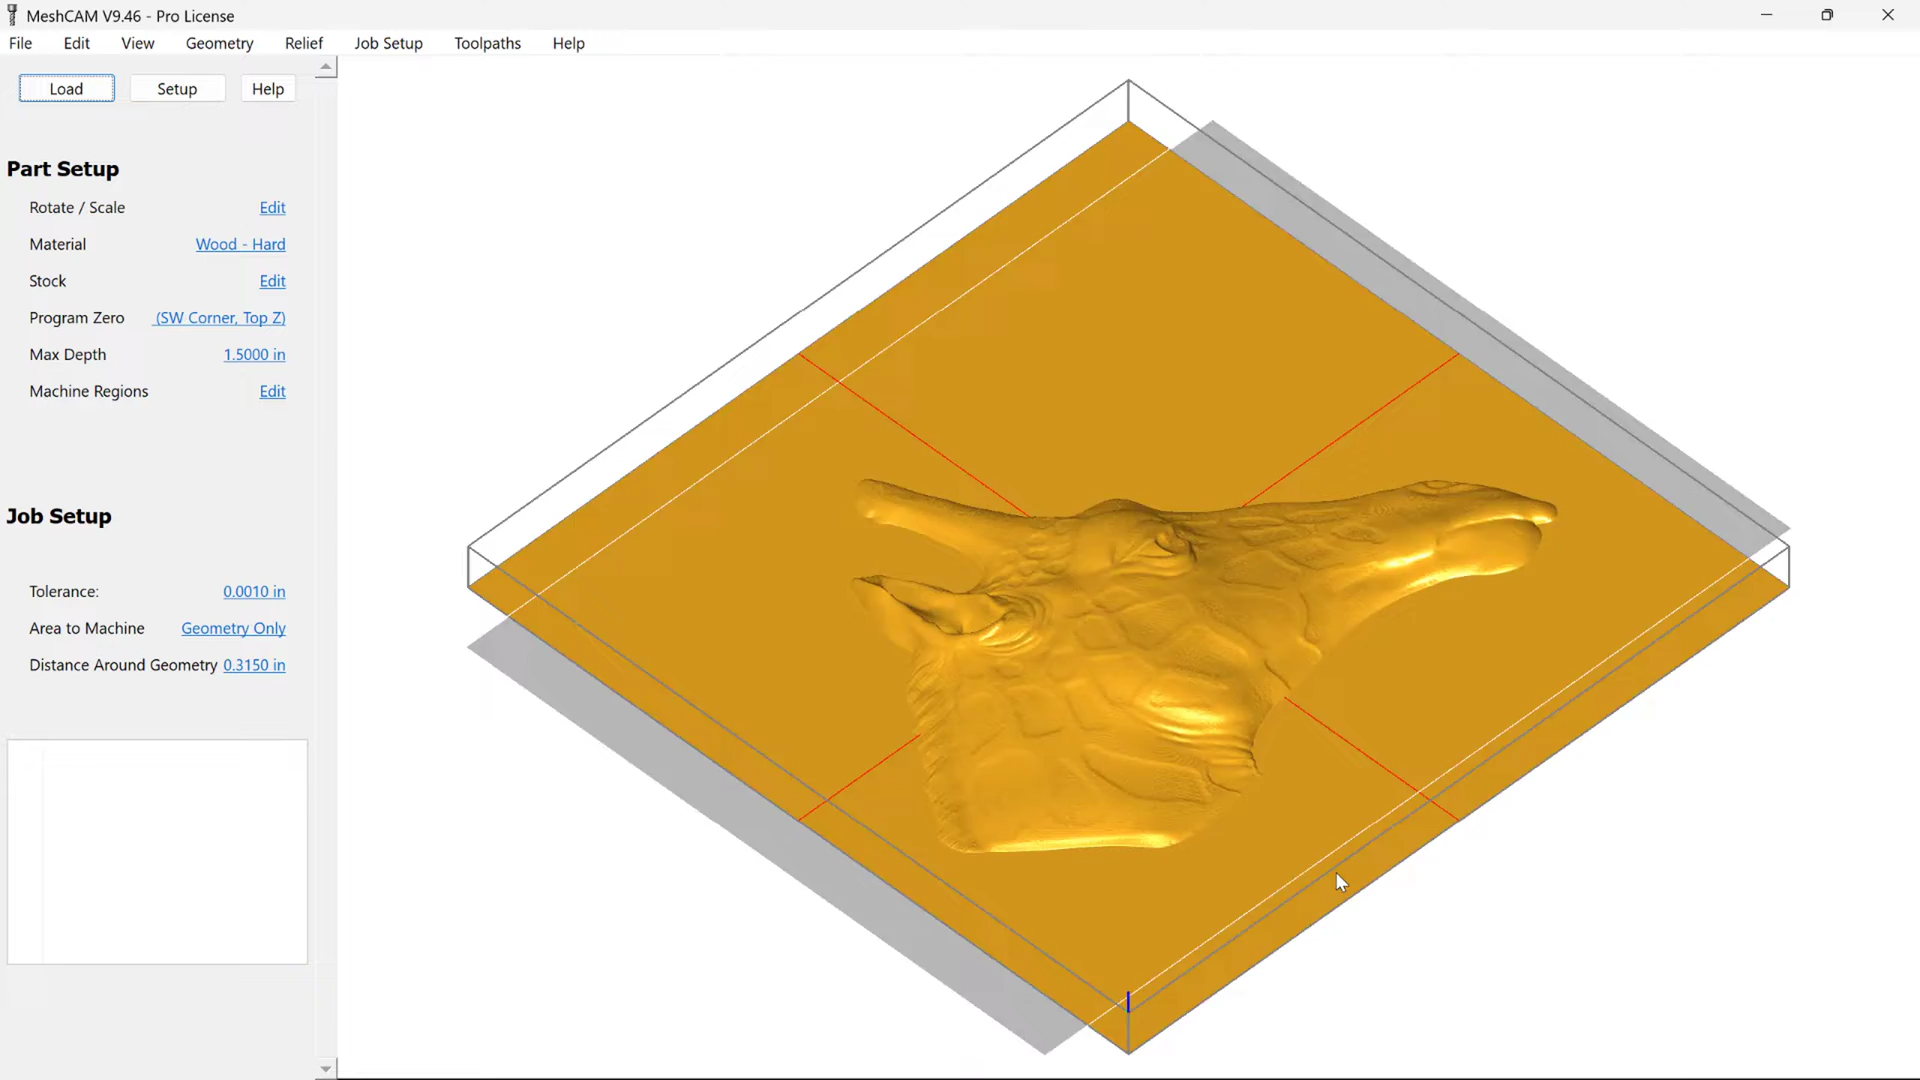 MeshCAM V9.46 - Pro License
File Edit View Geometry Relief Job Setup Toolpaths Help
Load Setup Help
Part Setup
Rotate / Scale Edit
Material Wood - Hard
Stock Edit
Program Zero (SW Corner, Top Z)
Max Depth 1.5000 in
Machine Regions Edit
Job Setup
Tolerance: 0.0010 in
Area to Machine Geometry Only
Distance Around Geometry 0.3150 in